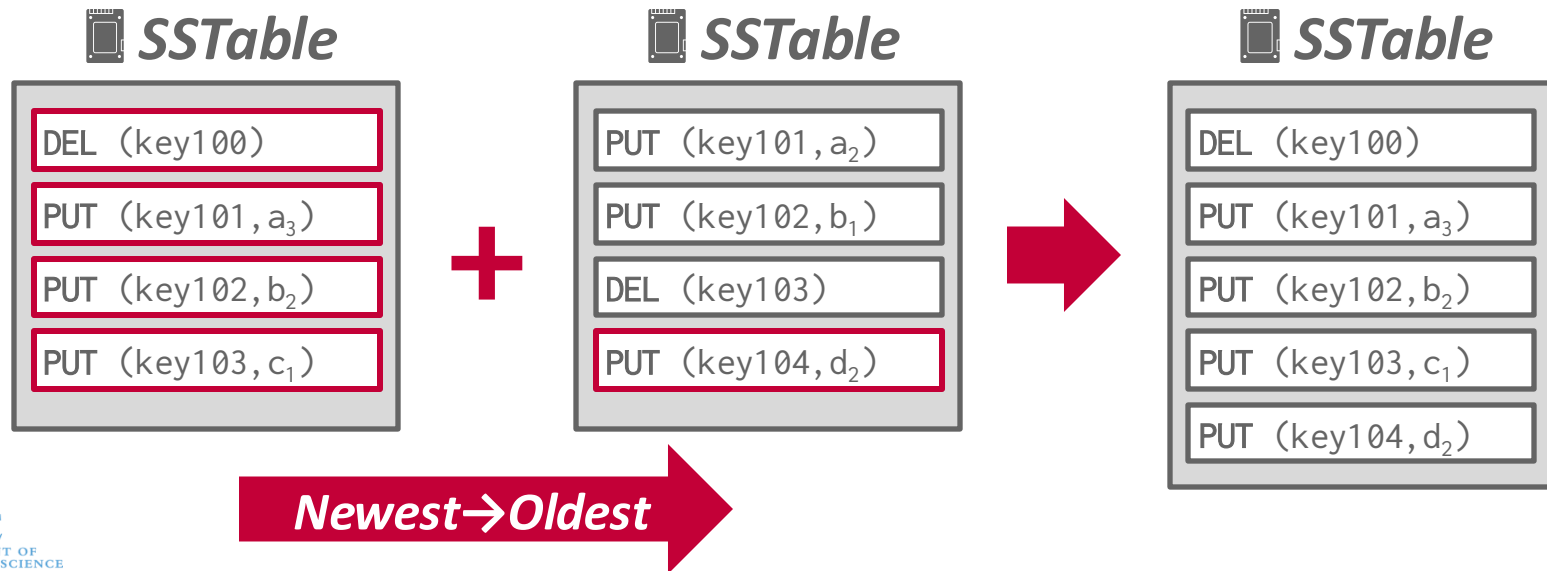 SSTable
DEL (key100)
PUT (key101,a₃)
PUT (key102,b₂)
PUT (key103,c₁)
+
SSTable
PUT (key101,a₂)
PUT (key102,b₁)
DEL (key103)
PUT (key104,d₂)
SSTable
DEL (key100)
PUT (key101,a₃)
PUT (key102,b₂)
PUT (key103,c₁)
PUT (key104,d₂)
Newest→Oldest
OF
SCIENCE